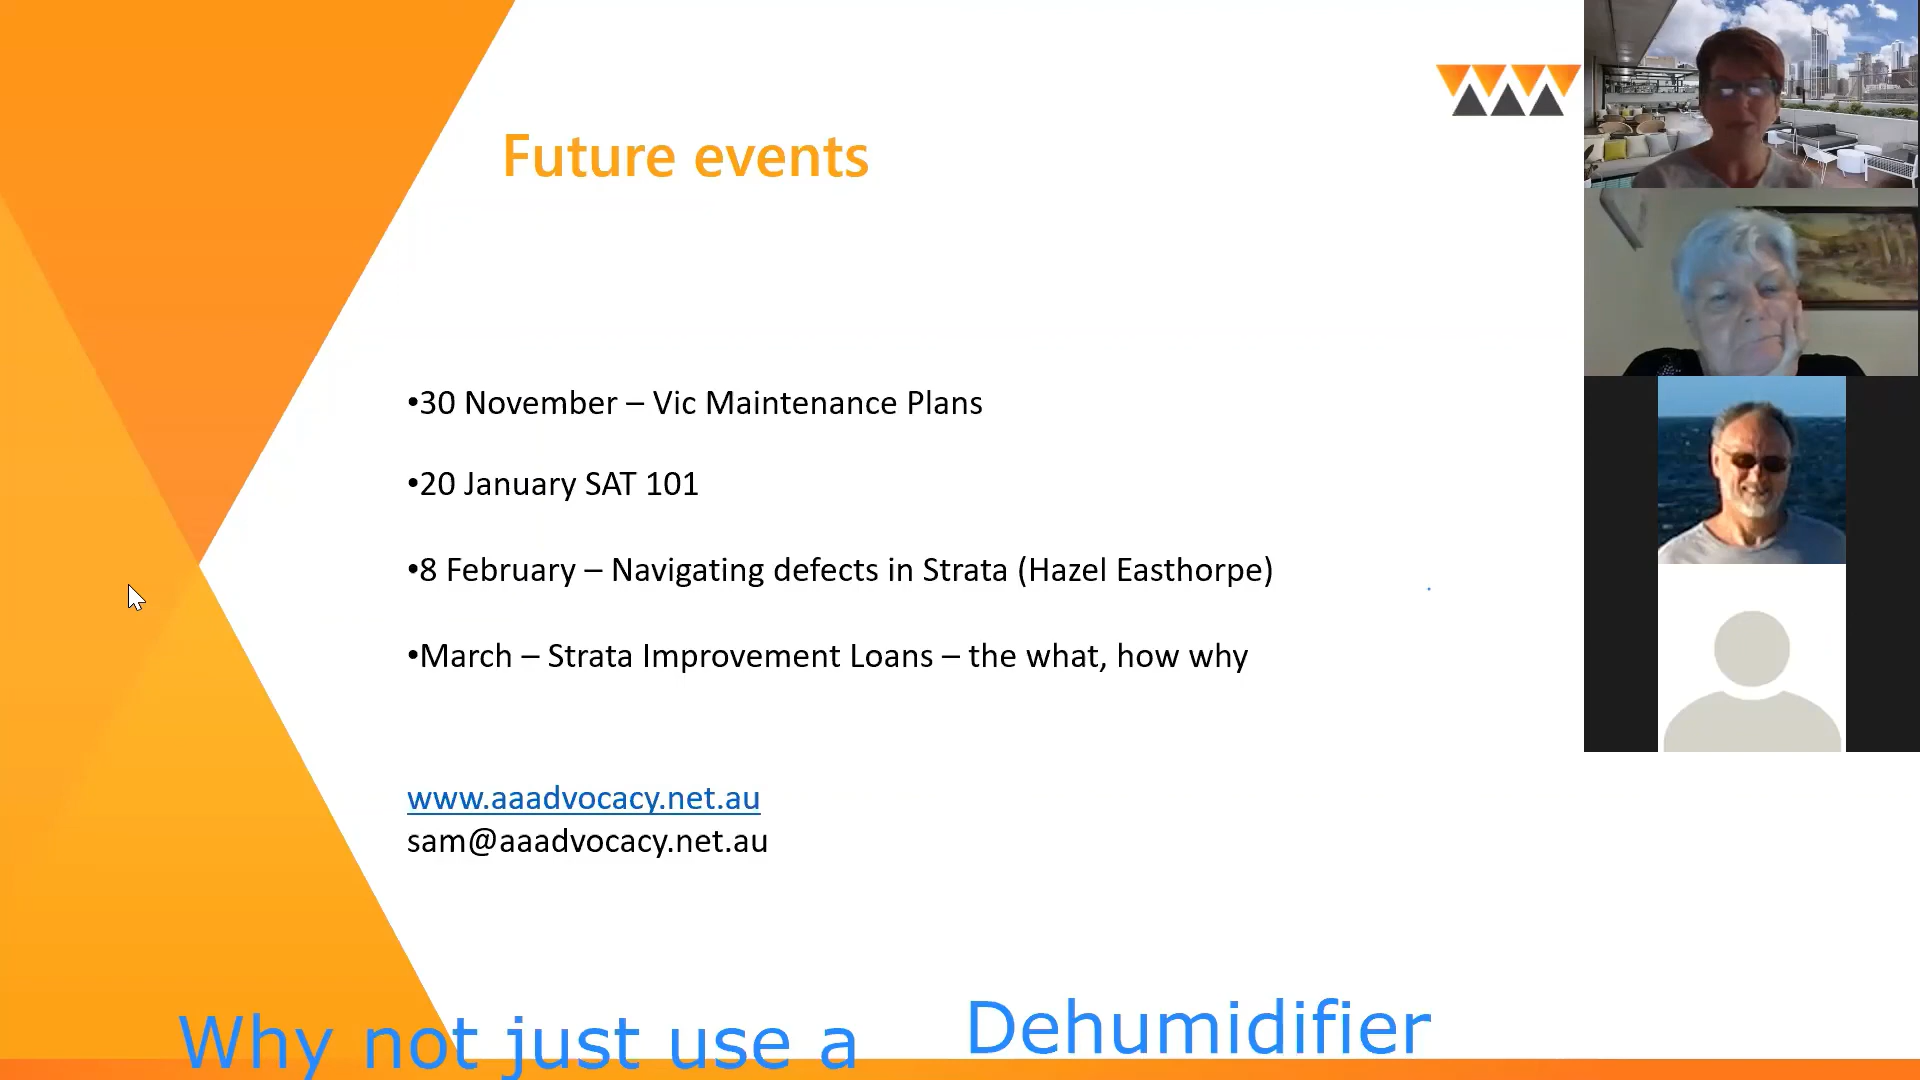 Future events
•30 November – Vic Maintenance Plans
•20 January SAT 101
•8 February – Navigating defects in Strata (Hazel Easthorpe)
•March – Strata Improvement Loans – the what, how why
www.aaadvocacy.net.au
sam@aaadvocacy.net.au
Why not just use a Dehumidifier